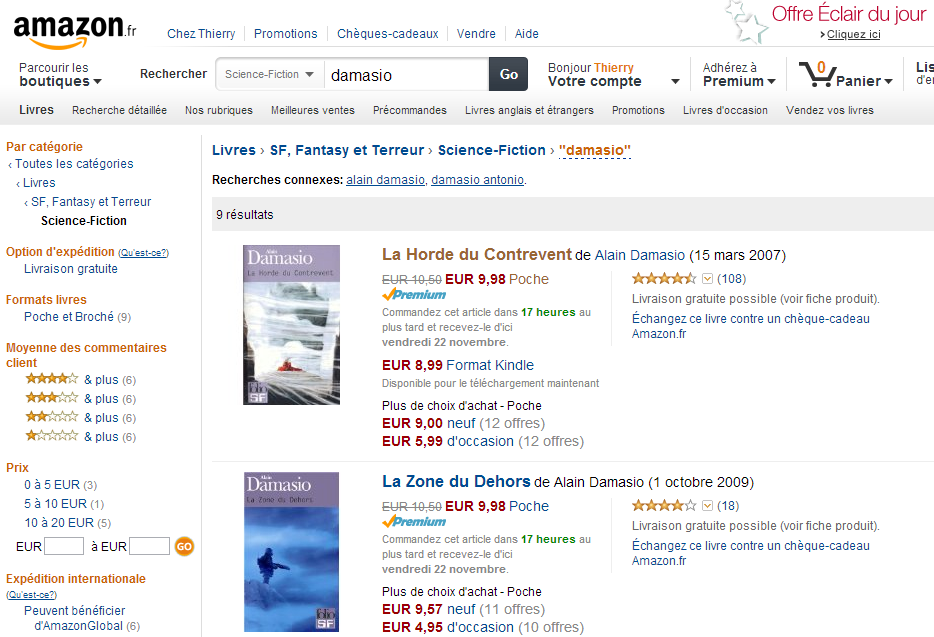 amazon.fr
Chez Thierry
Promotions
Chèques-cadeaux
Vendre
Aide
Offre Éclair du jour
› Cliquez ici
Parcourir les
boutiques
Rechercher
Science-Fiction
damasio
Go
Bonjour Thierry
Votre compte
Adhérez à
Premium
0
Panier
Lis
d'en
Livres
Recherche détaillée
Nos rubriques
Meilleures ventes
Précommandes
Livres anglais et étrangers
Promotions
Livres d'occasion
Vendez vos livres
Par catégorie
‹ Toutes les catégories
‹ Livres
‹ SF, Fantasy et Terreur
Science-Fiction
Option d'expédition (Qu'est-ce?)
Livraison gratuite
Formats livres
Poche et Broché (9)
Moyenne des commentaires
client
& plus (6)
& plus (6)
& plus (6)
& plus (6)
Prix
0 à 5 EUR (3)
5 à 10 EUR (1)
10 à 20 EUR (5)
EUR à EUR GO
Expédition internationale
(Qu'est-ce?)
Peuvent bénéficier
d'AmazonGlobal (6)
Livres › SF, Fantasy et Terreur › Science-Fiction › "damasio"
Recherches connexes: alain damasio, damasio antonio.
9 résultats
Alain
Damasio
La Horde du Contrevent
folio
SF
La Horde du Contrevent de Alain Damasio (15 mars 2007)
EUR 10,50 EUR 9,98 Poche
Premium
Commandez cet article dans 17 heures au
plus tard et recevez-le d'ici
vendredi 22 novembre.
EUR 8,99 Format Kindle
Disponible pour le téléchargement maintenant
Plus de choix d'achat - Poche
EUR 9,00 neuf (12 offres)
EUR 5,99 d'occasion (12 offres)
(108)
Livraison gratuite possible (voir fiche produit).
Échangez ce livre contre un chèque-cadeau
Amazon.fr
Alain
Damasio
La Zone du Dehors
folio
SF
La Zone du Dehors de Alain Damasio (1 octobre 2009)
EUR 10,50 EUR 9,98 Poche
Premium
Commandez cet article dans 17 heures au
plus tard et recevez-le d'ici
vendredi 22 novembre.
Plus de choix d'achat - Poche
EUR 9,57 neuf (11 offres)
EUR 4,95 d'occasion (10 offres)
(18)
Livraison gratuite possible (voir fiche produit).
Échangez ce livre contre un chèque-cadeau
Amazon.fr